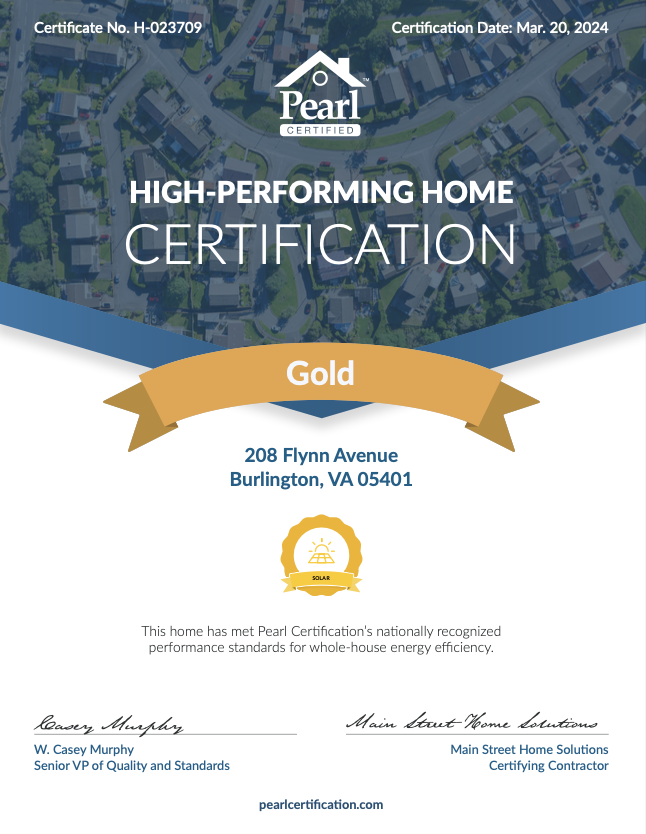 Certificate No. H-023709
Certification Date: Mar. 20, 2024
Pearl™
CERTIFIED
HIGH-PERFORMING HOME
CERTIFICATION
Gold
208 Flynn Avenue
Burlington, VA 05401
SOLAR
This home has met Pearl Certification's nationally recognized
performance standards for whole-house energy efficiency.
Casey Murphy
Main Street Home Solutions
W. Casey Murphy
Senior VP of Quality and Standards
Main Street Home Solutions
Certifying Contractor
pearlcertification.com